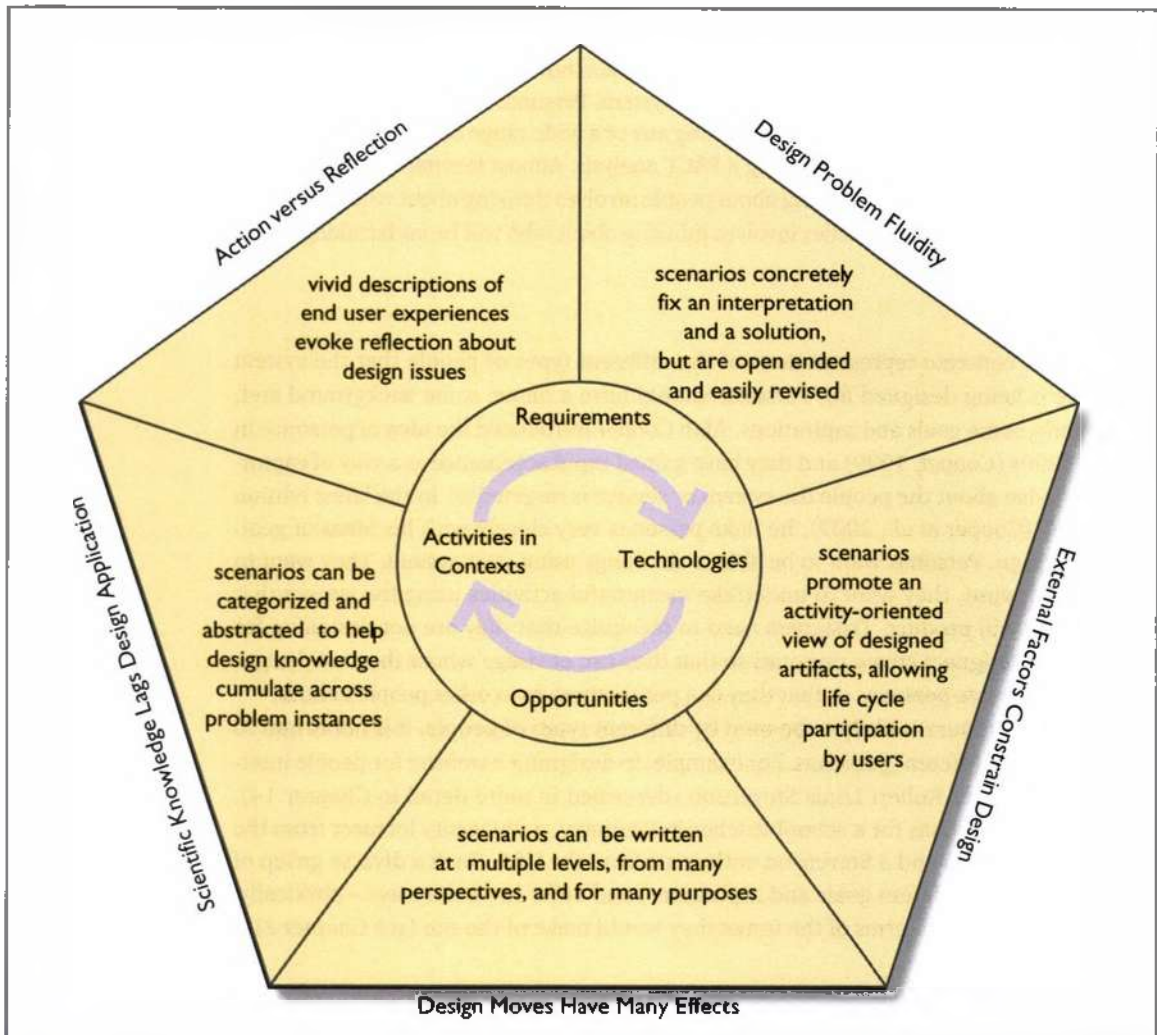 Action versus Reflection
Design Problem Fluidity
vivid descriptions of
end user experiences
evoke reflection about
design issues
scenarios concretely
fix an interpretation
and a solution,
but are open ended
and easily revised
Requirements
Activities in
Contexts
Technologies
Opportunities
Scientific Knowledge Lags Design Application
scenarios can be
categorized and
abstracted to help
design knowledge
cumulate across
problem instances
scenarios
promote an
activity-oriented
view of designed
artifacts, allowing
life cycle
participation
by users
External Factors Constrain Design
scenarios can be written
at multiple levels, from many
perspectives, and for many purposes
Design Moves Have Many Effects